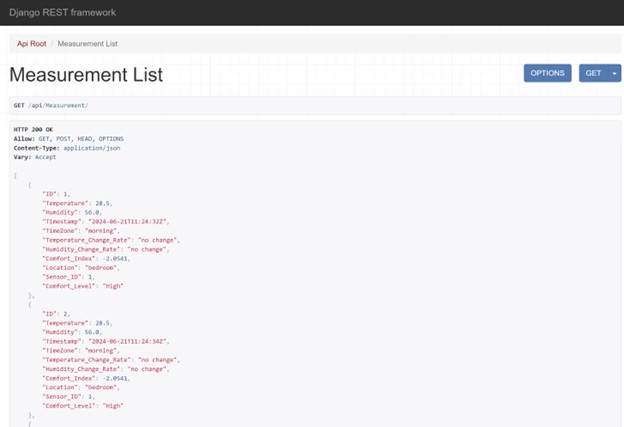 Django REST framework
Api Root / Measurement List
Measurement List
OPTIONS GET
GET /api/Measurement/
HTTP 200 OK
Allow: GET, POST, HEAD, OPTIONS
Content-Type: application/json
Vary: Accept
[
{
"ID": 1,
"Temperature": 28.5,
"Humidity": 56.0,
"Timestamp": "2024-06-21T11:24:32Z",
"TimeZone": "morning",
"Temperature_Change_Rate": "no change",
"Humidity_Change_Rate": "no change",
"Comfort_Index": -2.0541,
"Location": "bedroom",
"Sensor_ID": 1,
"Comfort_Level": "High"
},
{
"ID": 2,
"Temperature": 28.5,
"Humidity": 56.0,
"Timestamp": "2024-06-21T11:24:34Z",
"TimeZone": "morning",
"Temperature_Change_Rate": "no change",
"Humidity_Change_Rate": "no change",
"Comfort_Index": -2.0541,
"Location": "bedroom",
"Sensor_ID": 1,
"Comfort_Level": "High"
},
{